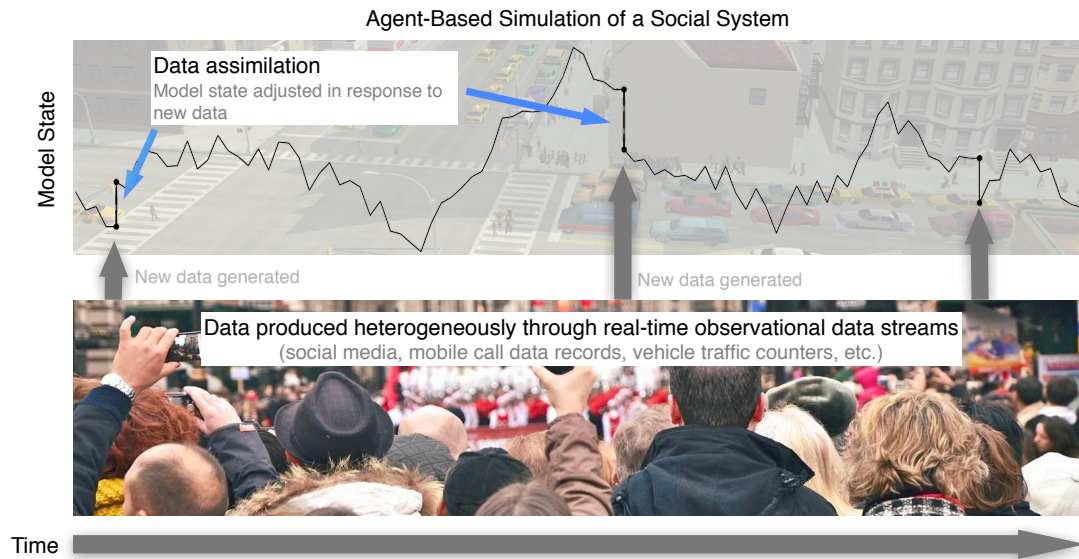 Agent-Based Simulation of a Social System
Data assimilation
Model state adjusted in response to
new data
Model State
New data generated
New data generated
Data produced heterogeneously through real-time observational data streams
(social media, mobile call data records, vehicle traffic counters, etc.)
Time